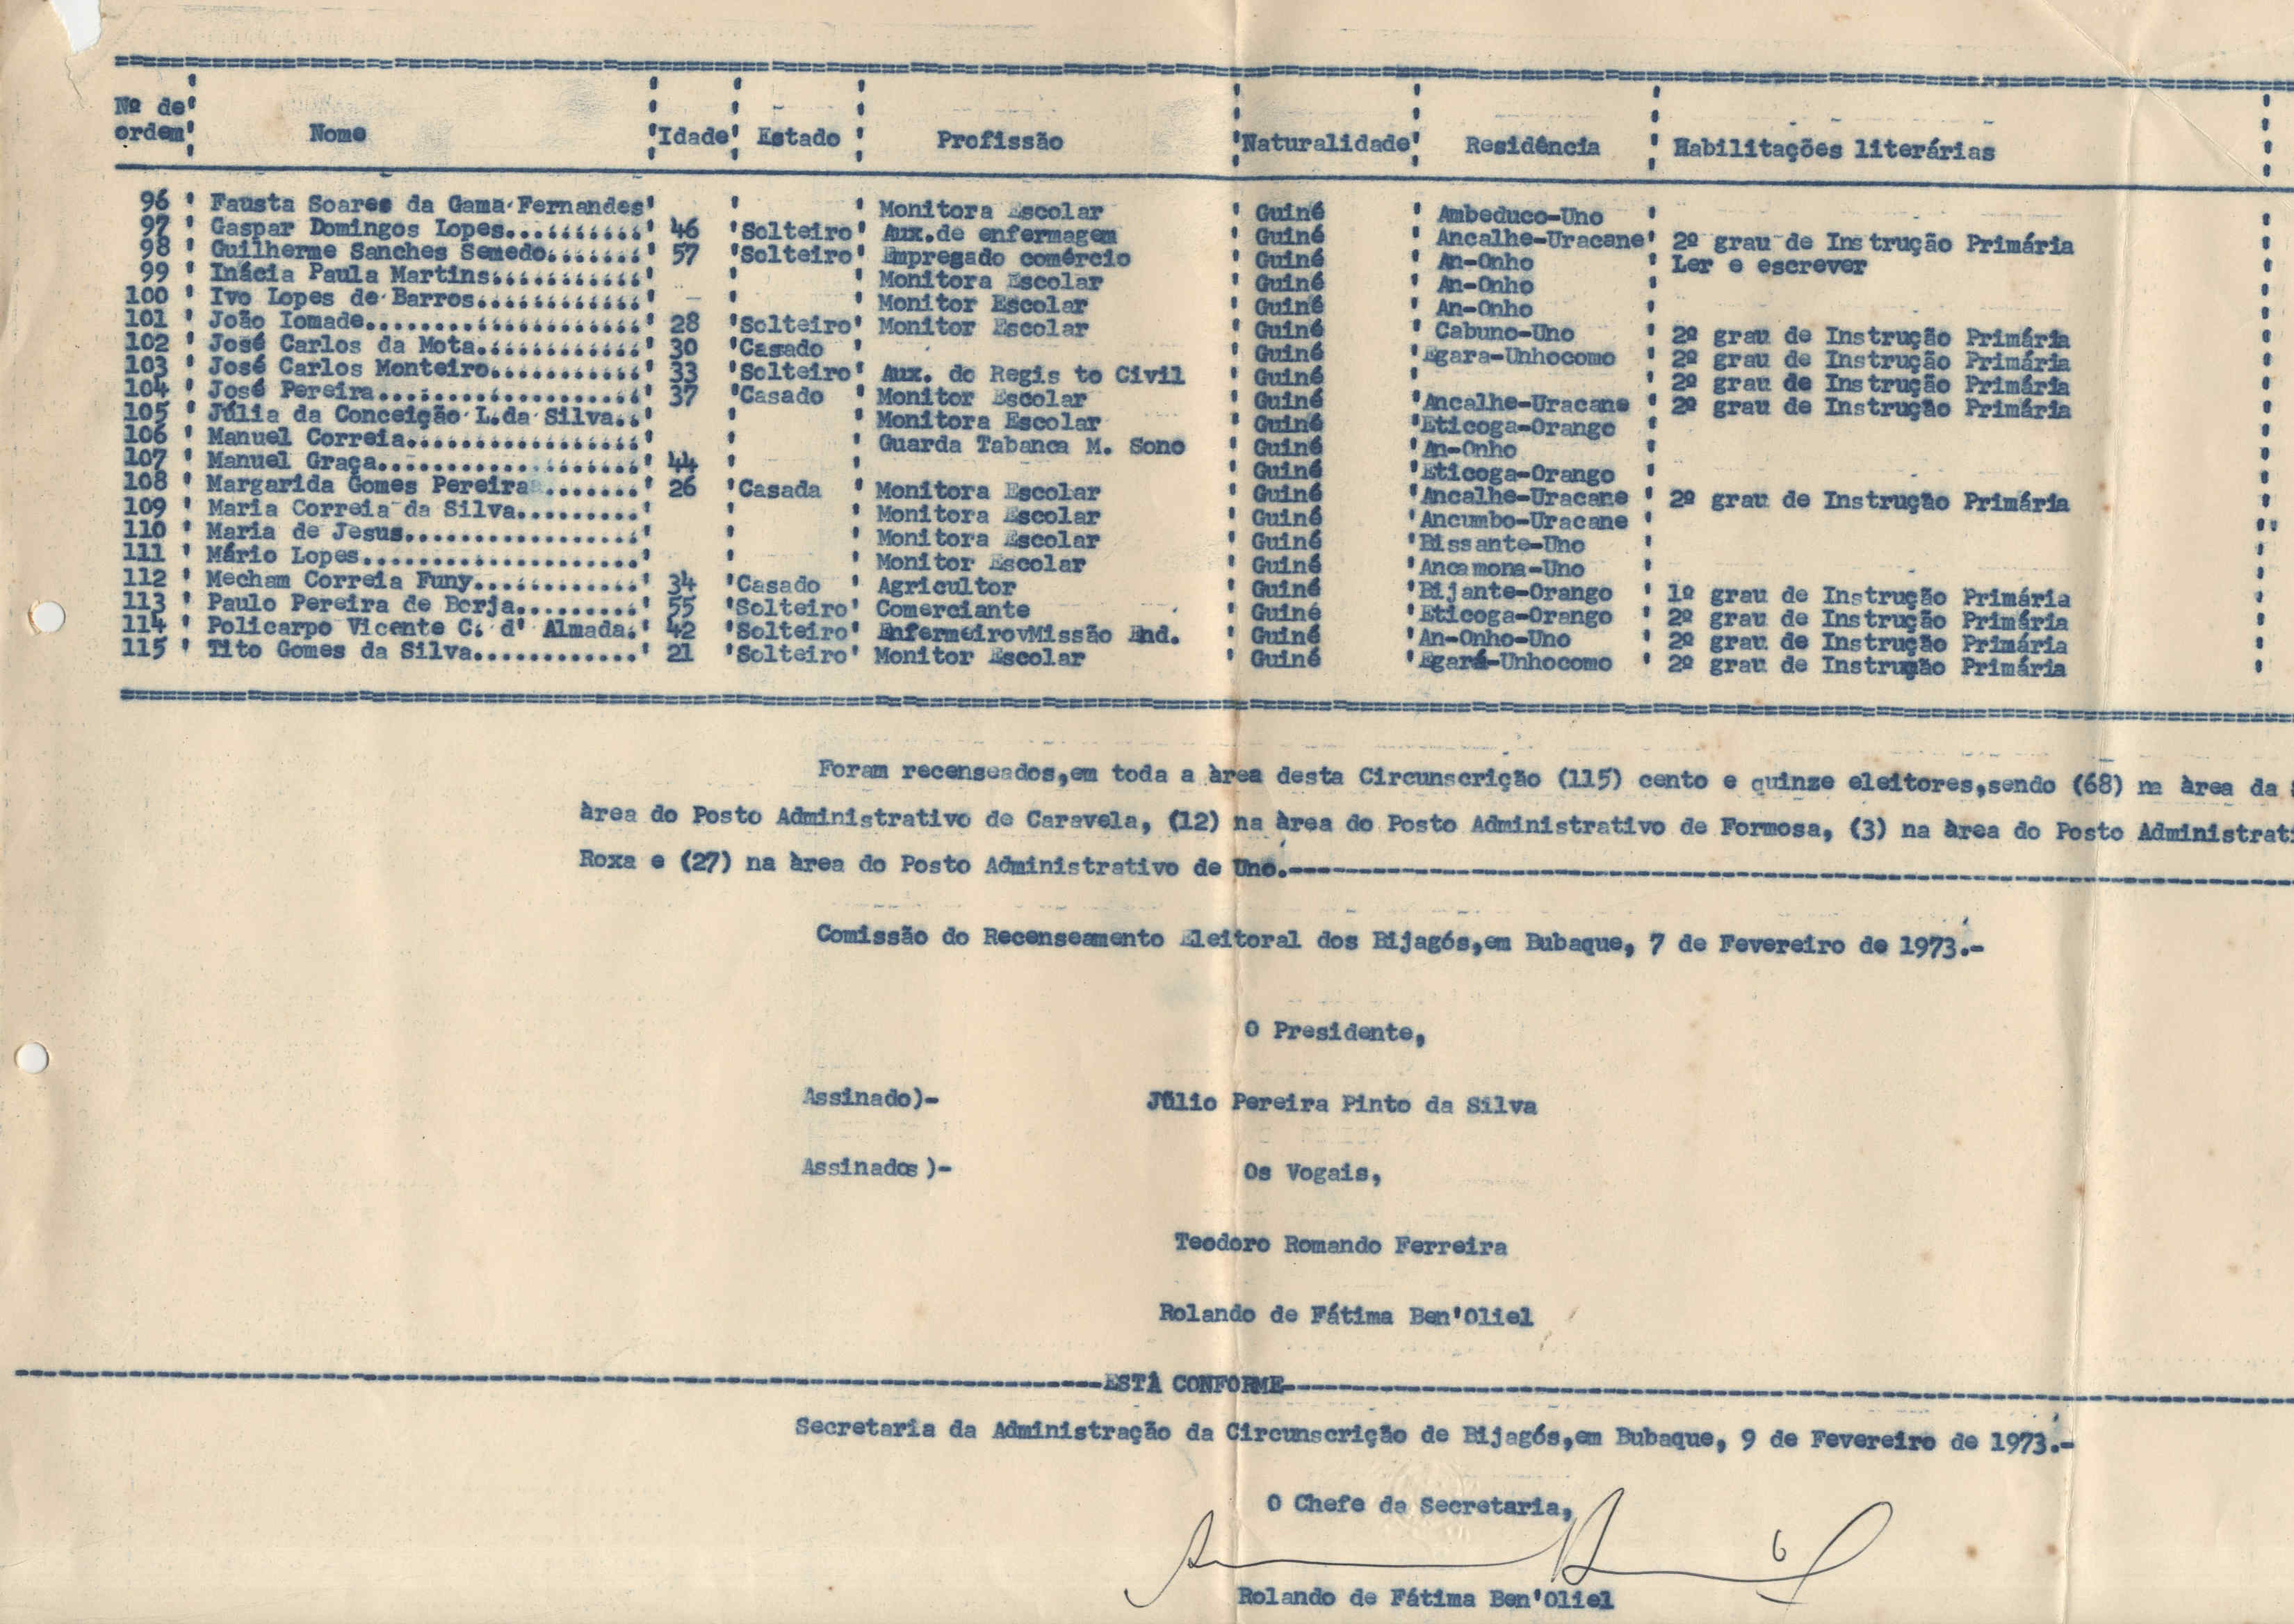 Nº de
ordem Nome Idade Estado Profissão Naturalidade Residência Habilitações literárias
96 Fausta Soares da Gama Fernandes Monitora Escolar Guiné Ambeduco-Uno
97 Gaspar Domingos Lopes.......... 46 Solteiro Aux.de enfermagem Guiné Ancalhe-Uracane 2º grau de Instrução Primária
98 Guilherme Sanches Semedo....... 57 Solteiro Empregado comércio Guiné An-Onho Ler e escrever
99 Inácia Paula Martins........... Monitora Escolar Guiné An-Onho
100 Ivo Lopes de Barros............ Monitor Escolar Guiné An-Onho
101 João Iomade.................... 28 Solteiro Monitor Escolar Guiné Cabuno-Uno 2º grau de Instrução Primária
102 José Carlos da Mota............ 30 Casado Guiné Egara-Unhocomo 2º grau de Instrução Primária
103 José Carlos Monteiro........... 33 Solteiro Aux. do Regis to Civil Guiné 2º grau de Instrução Primária
104 José Pereira................... 37 Casado Monitor Escolar Guiné Ancalhe-Uracane 2º grau de Instrução Primária
105 Júlia da Conceição L.da Silva.. Monitora Escolar Guiné Eticoga-Orango
106 Manuel Correia................. Guarda Tabanca M. Sono Guiné An-Onho
107 Manuel Graça................... 44 Guiné Eticoga-Orango
108 Margarida Gomes Pereira........ 26 Casada Monitora Escolar Guiné Ancalhe-Uracane 2º grau de Instrução Primária
109 Maria Correia da Silva......... Monitora Escolar Guiné Ancumbo-Uracane
110 Maria de Jesus................. Monitora Escolar Guiné Bissante-Uno
111 Mário Lopes.................... Monitor Escolar Guiné Ancamona-Uno
112 Mecham Correia Funy............ 34 Casado Agricultor Guiné Bijante-Orango 1º grau de Instrução Primária
113 Paulo Pereira de Borja......... 55 Solteiro Comerciante Guiné Eticoga-Orango 2º grau de Instrução Primária
114 Policarpo Vicente C. d' Almada. 42 Solteiro EnfermeirovMissão End. Guiné An-Onho-Uno 2º grau de Instrução Primária
115 Tito Gomes da Silva............ 21 Solteiro Monitor Escolar Guiné Egará-Unhocomo 2º grau de Instrução Primária
Foram recenseados,em toda a àrea desta Circunscrição (115) cento e quinze eleitores,sendo (68) na àrea da
àrea do Posto Administrativo de Caravela, (12) na àrea do Posto Administrativo de Formosa, (3) na àrea do Posto Administrati
Roxa e (27) na àrea do Posto Administrativo de Uno.-
Comissão do Recenseamento Eleitoral dos Bijagós,em Bubaque, 7 de Fevereiro de 1973.-
O Presidente,
Assinado)- Júlio Pereira Pinto da Silva
Assinados)- Os Vogais,
Teodoro Romando Ferreira
Rolando de Fátima Ben'Oliel
ESTÀ CONFORME
Secretaria da Administração da Circunscrição de Bijagós,em Bubaque, 9 de Fevereiro de 1973.-
O Chefe da Secretaria,
Rolando de Fátima Ben'Oliel